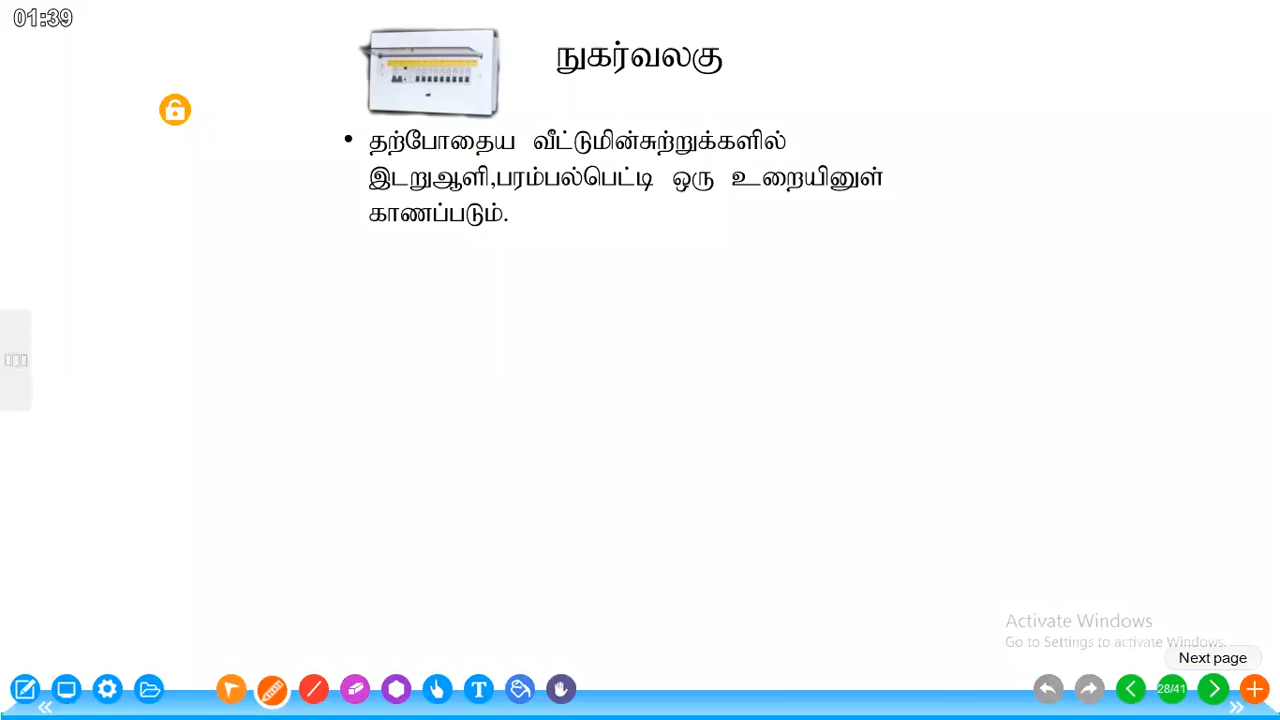 01:39
நுகர்வலகு
• தற்போதைய வீட்டுமின்சுற்றுக்களில்
இடறுஆளி,பரம்பல்பெட்டி ஒரு உறையினுள்
காணப்படும்.
Activate Windows
Go to Settings to activate Windows.
Next page
28/41
T